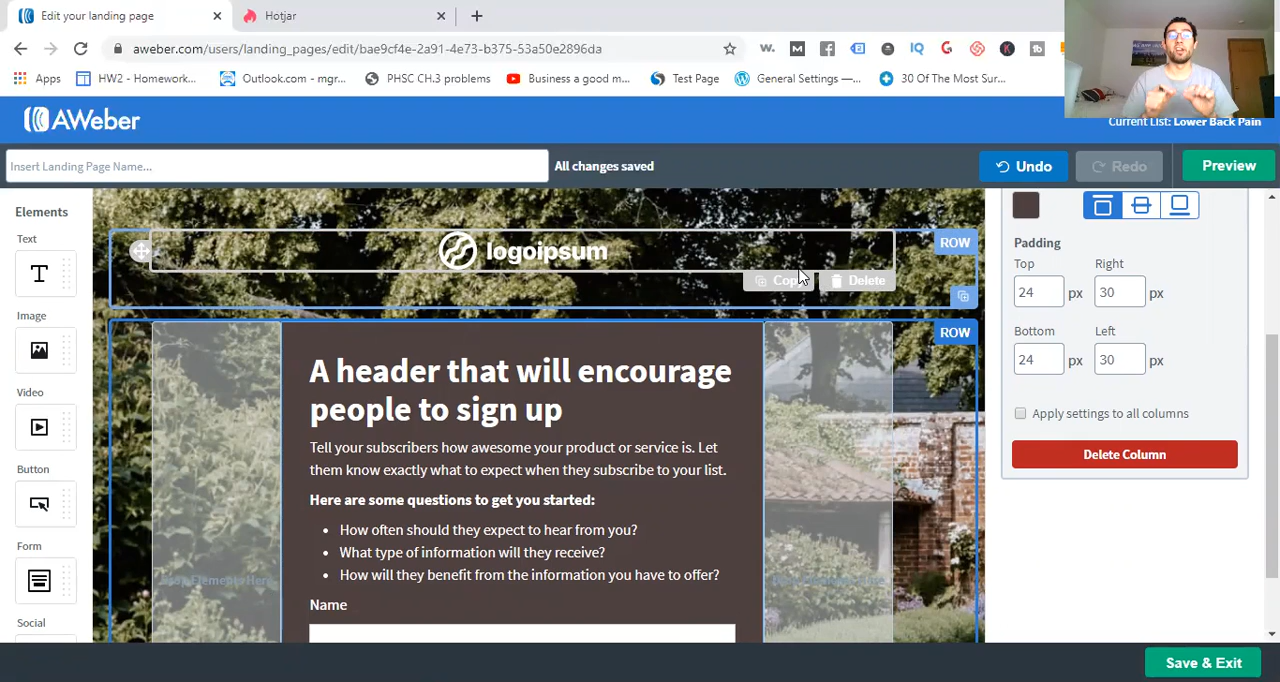 Edit your landing page
Hotjar
aweber.com/users/landing_pages/edit/bae9cf4e-2a91-4e73-b375-53a50e2896da
w.
M
IQ
G
K
Apps
HW2 - Homework...
Outlook.com - mgr...
PHSC CH.3 problems
Business a good m...
Test Page
General Settings —...
30 Of The Most Sur...
AWeber
Current List: Lower Back Pain
Insert Landing Page Name...
All changes saved
Undo
Redo
Preview
Elements
Text
T
Image
Video
Button
Form
Social
logoipsum
ROW
Copy
Delete
ROW
A header that will encourage
people to sign up
Tell your subscribers how awesome your product or service is. Let
them know exactly what to expect when they subscribe to your list.
Here are some questions to get you started:
• How often should they expect to hear from you?
• What type of information will they receive?
• How will they benefit from the information you have to offer?
Name
Drop Elements Here
Drop Elements Here
Padding
Top
Right
24 px
30 px
Bottom
Left
24 px
30 px
Apply settings to all columns
Delete Column
Save & Exit